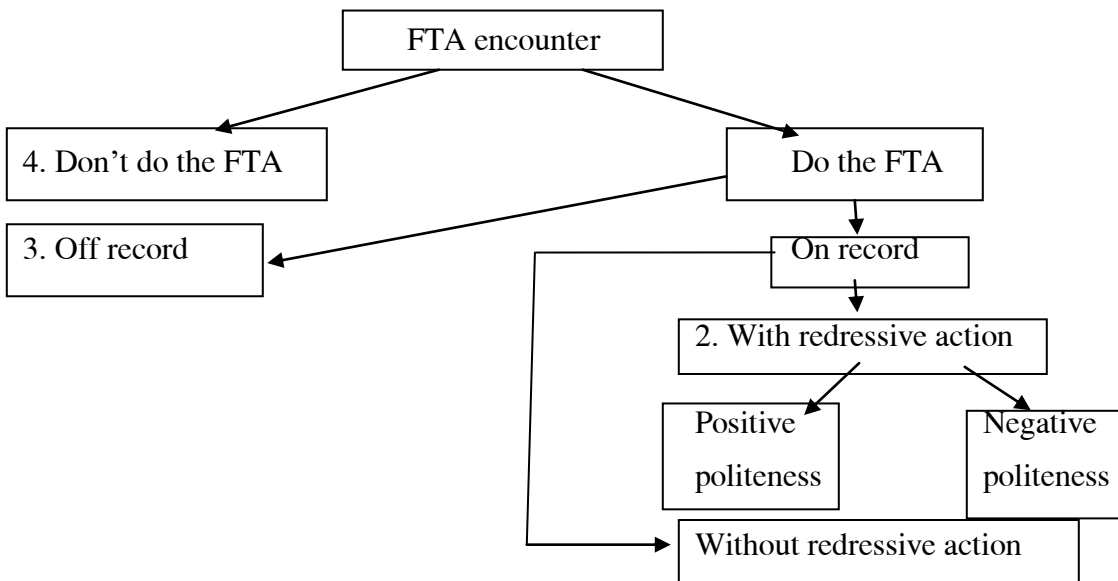 FTA encounter
4. Don’t do the FTA
Do the FTA
3. Off record
On record
2. With redressive action
Positive
politeness
Negative
politeness
Without redressive action